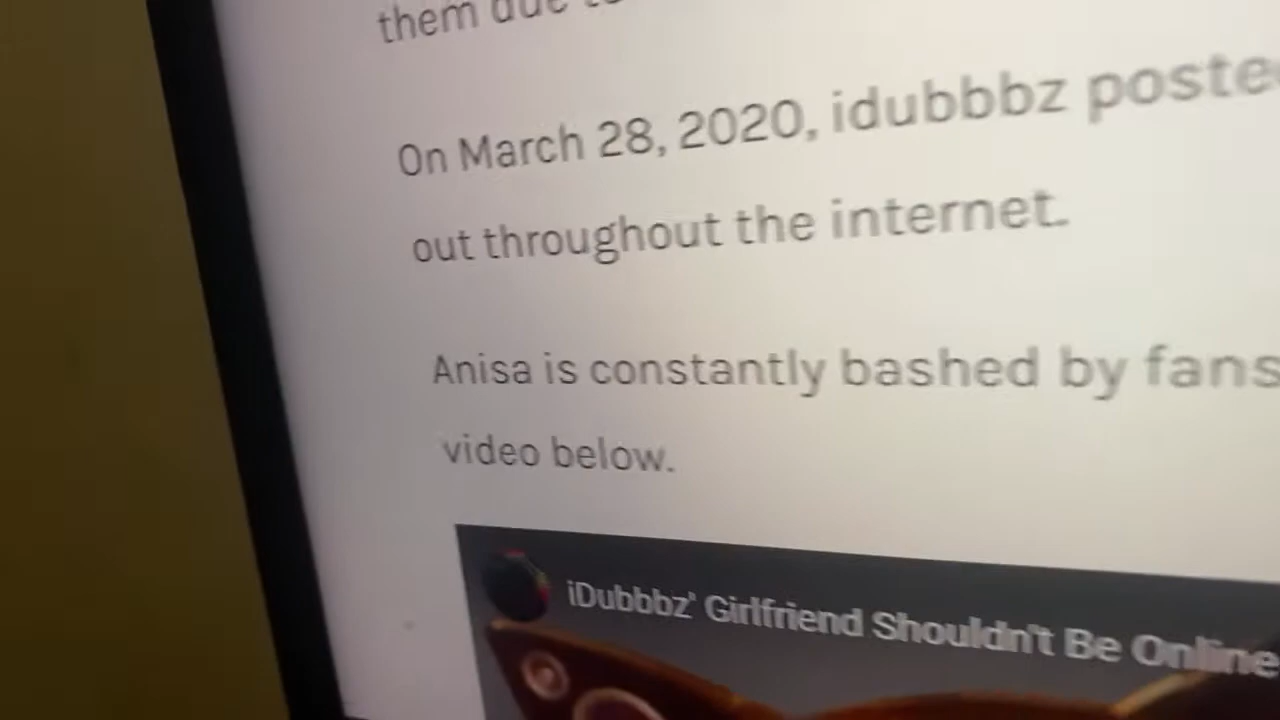 them due to
On March 28, 2020, idubbbz poste
out throughout the internet.
Anisa is constantly bashed by fans
video below.
iDubbbz' Girlfriend Shouldn't Be Online